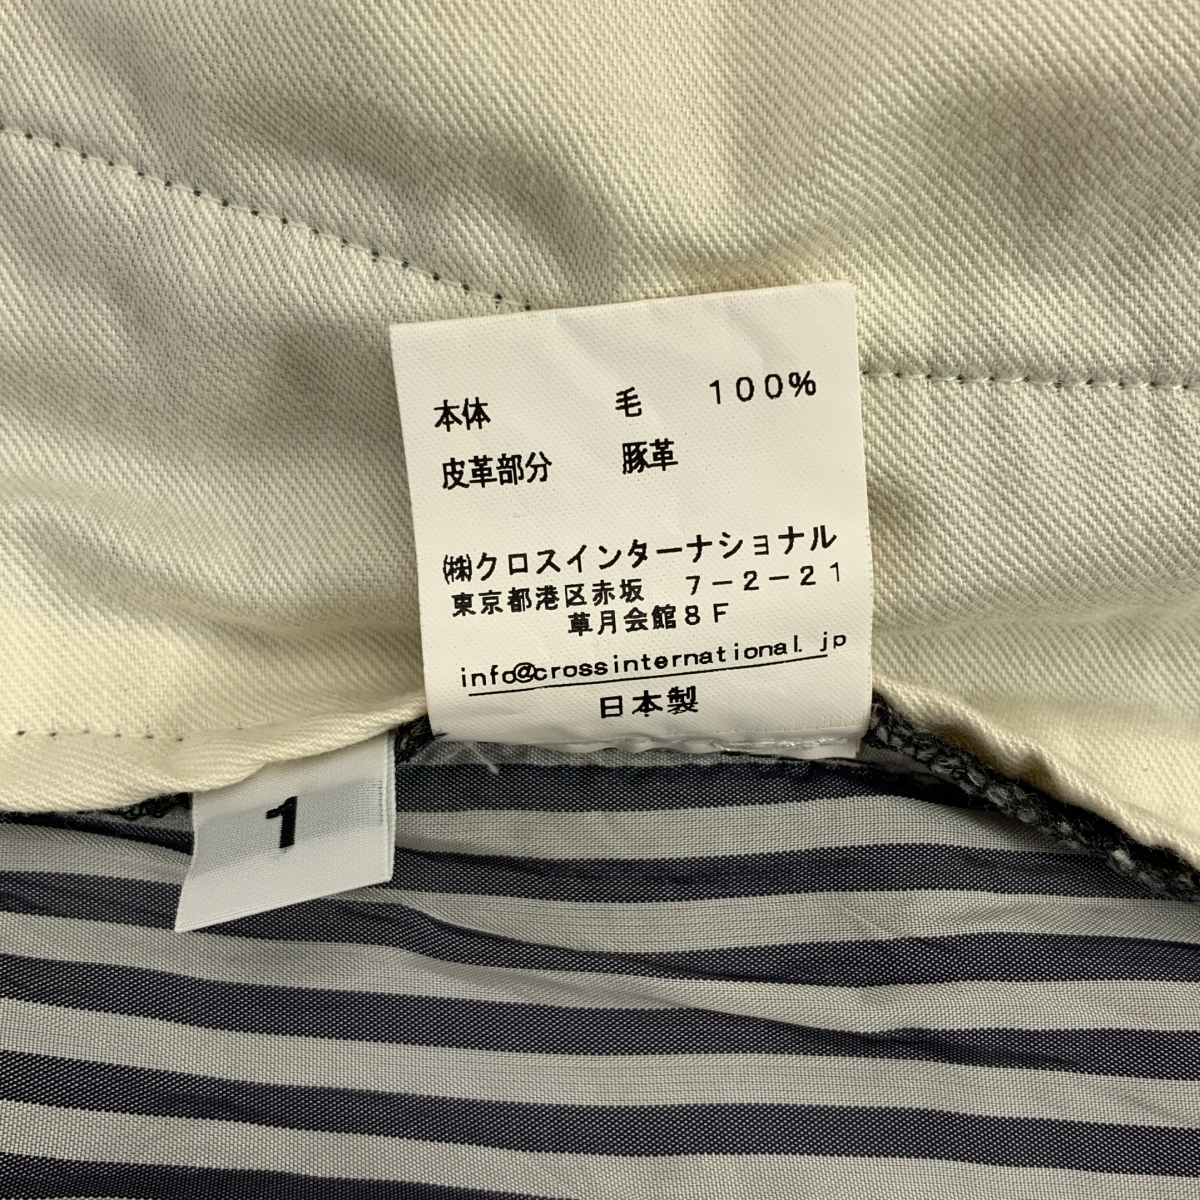 本体 毛 100%
皮革部分 豚革
㈱クロスインターナショナル
東京都港区赤坂 7-2-21
草月会館8F
info@crossinternational.jp
日本製
1